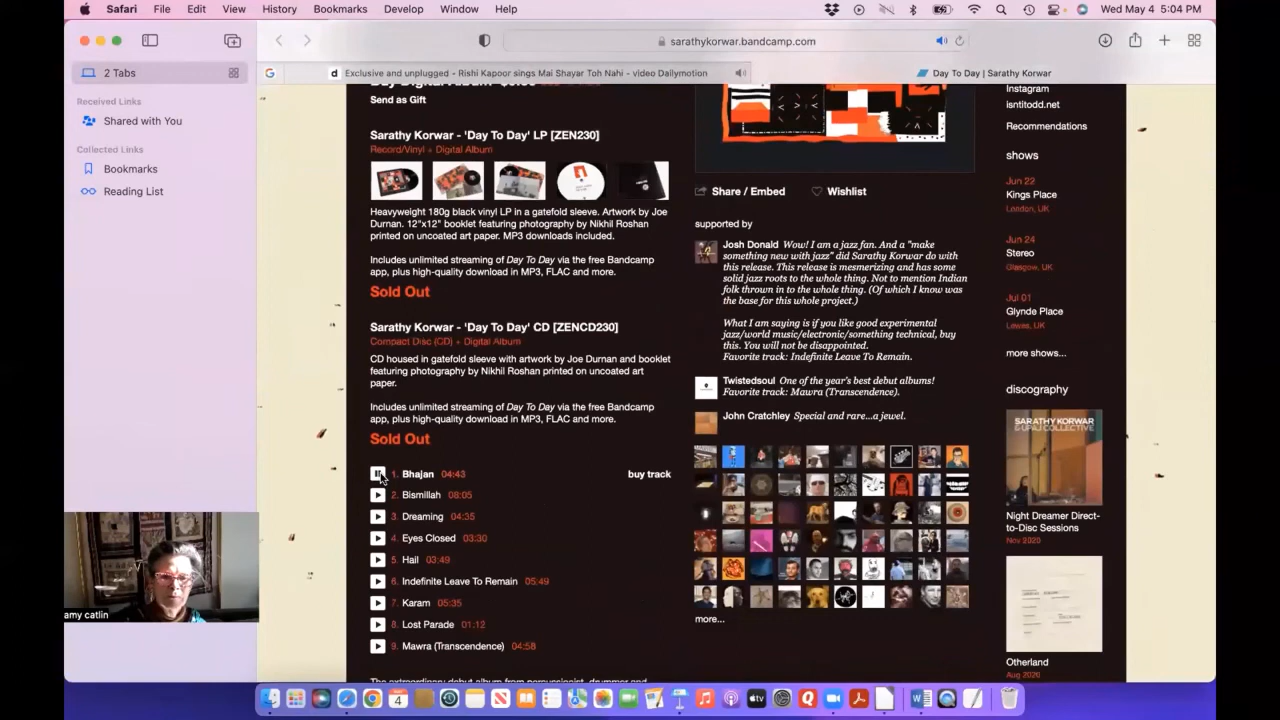 Safari File Edit View History Bookmarks Develop Window Help
Wed May 4 5:04 PM
sarathykorwar.bandcamp.com
2 Tabs
Exclusive and unplugged - Rishi Kapoor sings Mai Shayar Toh Nahi - video Dailymotion
Day To Day | Sarathy Korwar
Received Links
Shared with You
Collected Links
Bookmarks
Reading List
Send as Gift
Sarathy Korwar - 'Day To Day' LP [ZEN230]
Record/Vinyl + Digital Album
Heavyweight 180g black vinyl LP in a gatefold sleeve. Artwork by Joe
Durnan. 12"x12" booklet featuring photography by Nikhil Roshan
printed on uncoated art paper. MP3 downloads included.
Includes unlimited streaming of Day To Day via the free Bandcamp
app, plus high-quality download in MP3, FLAC and more.
Sold Out
Sarathy Korwar - 'Day To Day' CD [ZENCD230]
Compact Disc (CD) + Digital Album
CD housed in gatefold sleeve with artwork by Joe Durnan and booklet
featuring photography by Nikhil Roshan printed on uncoated art
paper.
Includes unlimited streaming of Day To Day via the free Bandcamp
app, plus high-quality download in MP3, FLAC and more.
Sold Out
1. Bhajan 04:43 buy track
2. Bismillah 08:05
3. Dreaming 04:35
4. Eyes Closed 03:30
5. Hail 03:49
6. Indefinite Leave To Remain 05:49
7. Karam 05:35
8. Lost Parade 01:12
9. Mawra (Transcendence) 04:58
Share / Embed
Wishlist
supported by
Josh Donald Wow! I am a jazz fan. And a "make
something new with jazz" did Sarathy Korwar do with
this release. This release is mesmerizing and has some
solid jazz roots to the whole thing. Not to mention Indian
folk thrown in to the whole thing. (Of which I know was
the base for this whole project.)
What I am saying is if you like good experimental
jazz/world music/electronic/something technical, buy
this. You will not be disappointed.
Favorite track: Indefinite Leave To Remain.
Twistedsoul One of the year's best debut albums!
Favorite track: Mawra (Transcendence).
John Cratchley Special and rare...a jewel.
more...
Instagram
isntitodd.net
Recommendations
shows
Jun 22
Kings Place
London, UK
Jun 24
Stereo
Glasgow, UK
Jul 01
Glynde Place
Lewes, UK
more shows...
discography
SARATHY KORWAR
& UPAJ COLLECTIVE
Night Dreamer Direct-
to-Disc Sessions
Nov 2020
Otherland
Aug 2020
amy catlin